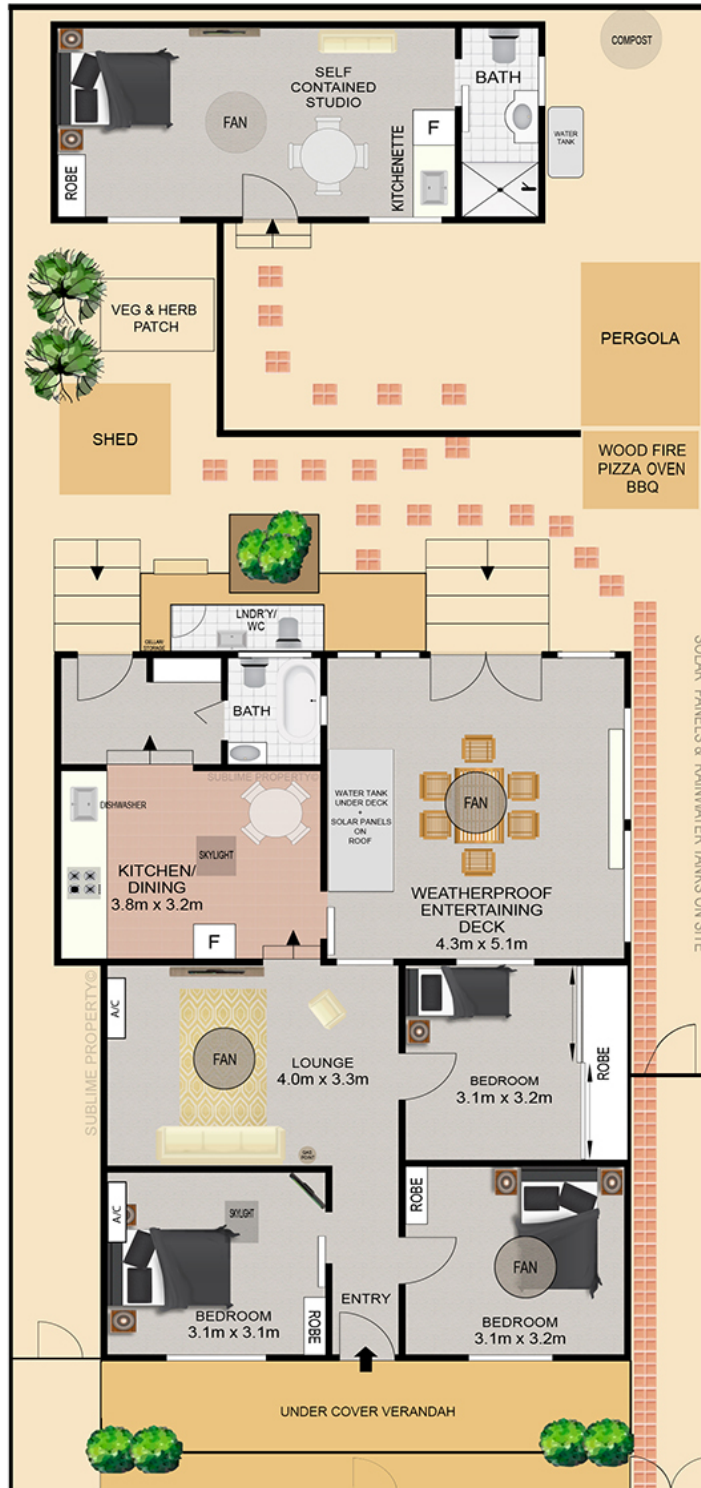 COMPOST
SELF
CONTAINED
STUDIO
BATH
FAN
F
WATER
TANK
ROBE
KITCHENETTE
VEG & HERB
PATCH
PERGOLA
SHED
WOOD FIRE
PIZZA OVEN
BBQ
LNDR'Y/
WC
CELLAR/
STORAGE
SOLAR PANELS & RAINWATER TANKS ON SITE
BATH
SUBLIME PROPERTY©
DISHWASHER
WATER TANK
UNDER DECK
+
SOLAR PANELS
ON
ROOF
FAN
SKYLIGHT
KITCHEN/
DINING
3.8m x 3.2m
F
WEATHERPROOF
ENTERTAINING
DECK
4.3m x 5.1m
SUBLIME PROPERTY©
A/C
FAN
LOUNGE
4.0m x 3.3m
GAS
POINT
BEDROOM
3.1m x 3.2m
ROBE
A/C
SKYLIGHT
BEDROOM
3.1m x 3.1m
ROBE
ENTRY
ROBE
FAN
BEDROOM
3.1m x 3.2m
UNDER COVER VERANDAH